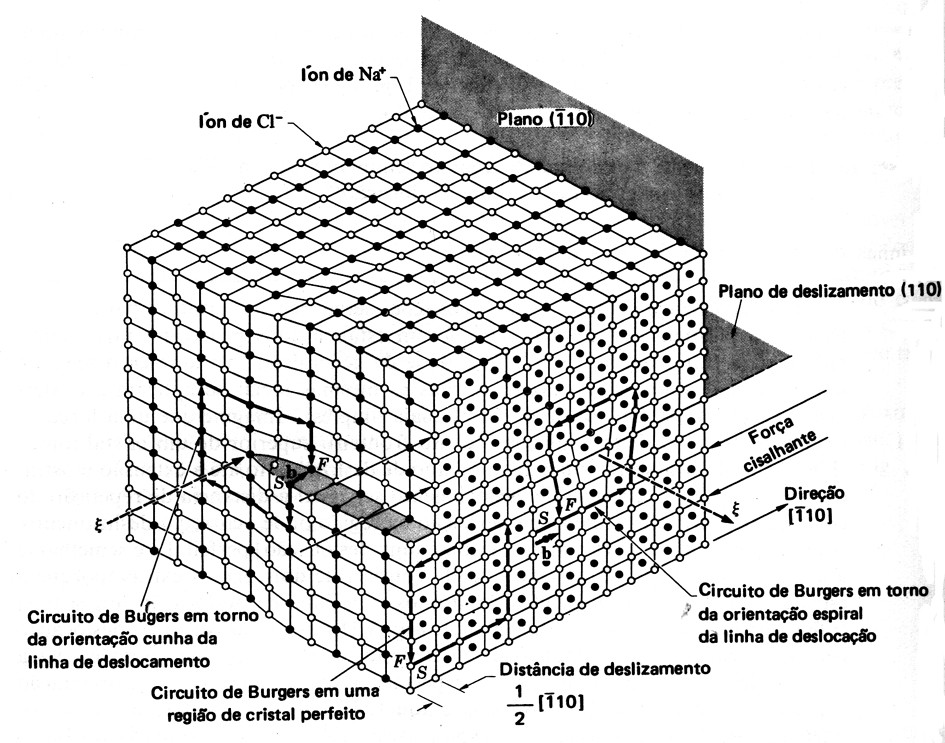 Íon de Na⁺
Íon de Cl⁻
Plano (1̅10)
Plano de deslizamento (110)
Força
cisalhante
Direção
[1̅10]
ξ
b
F
S
F
S
b
ξ
F
S
Circuito de Bugers em torno
da orientação cunha da
linha de deslocamento
Circuito de Burgers em torno
da orientação espiral
da linha de deslocação
Circuito de Burgers em uma
região de cristal perfeito
Distância de deslizamento
1
2
[1̅10]